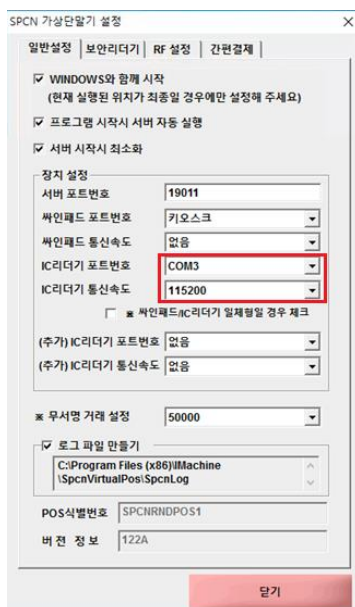 SPCN 가상단말기 설정
일반설정 보안리더기 RF 설정 간편결제
WINDOWS와 함께 시작
(현재 실행된 위치가 최종일 경우에만 설정해 주세요)
프로그램 시작시 서버 자동 실행
서버 시작시 최소화
장치 설정
서버 포트번호 19011
싸인패드 포트번호 키오스크
싸인패드 통신속도 없음
IC리더기 포트번호 COM3
IC리더기 통신속도 115200
※ 싸인패드/IC리더기 일체형일 경우 체크
(추가) IC리더기 포트번호 없음
(추가) IC리더기 통신속도 없음
※ 무서명 거래 설정 50000
로그 파일 만들기
C:\Program Files (x86)\IMachine
\SpcnVirtualPos\SpcnLog
POS식별번호 SPCNRNDPOS1
버전 정보 122A
닫기